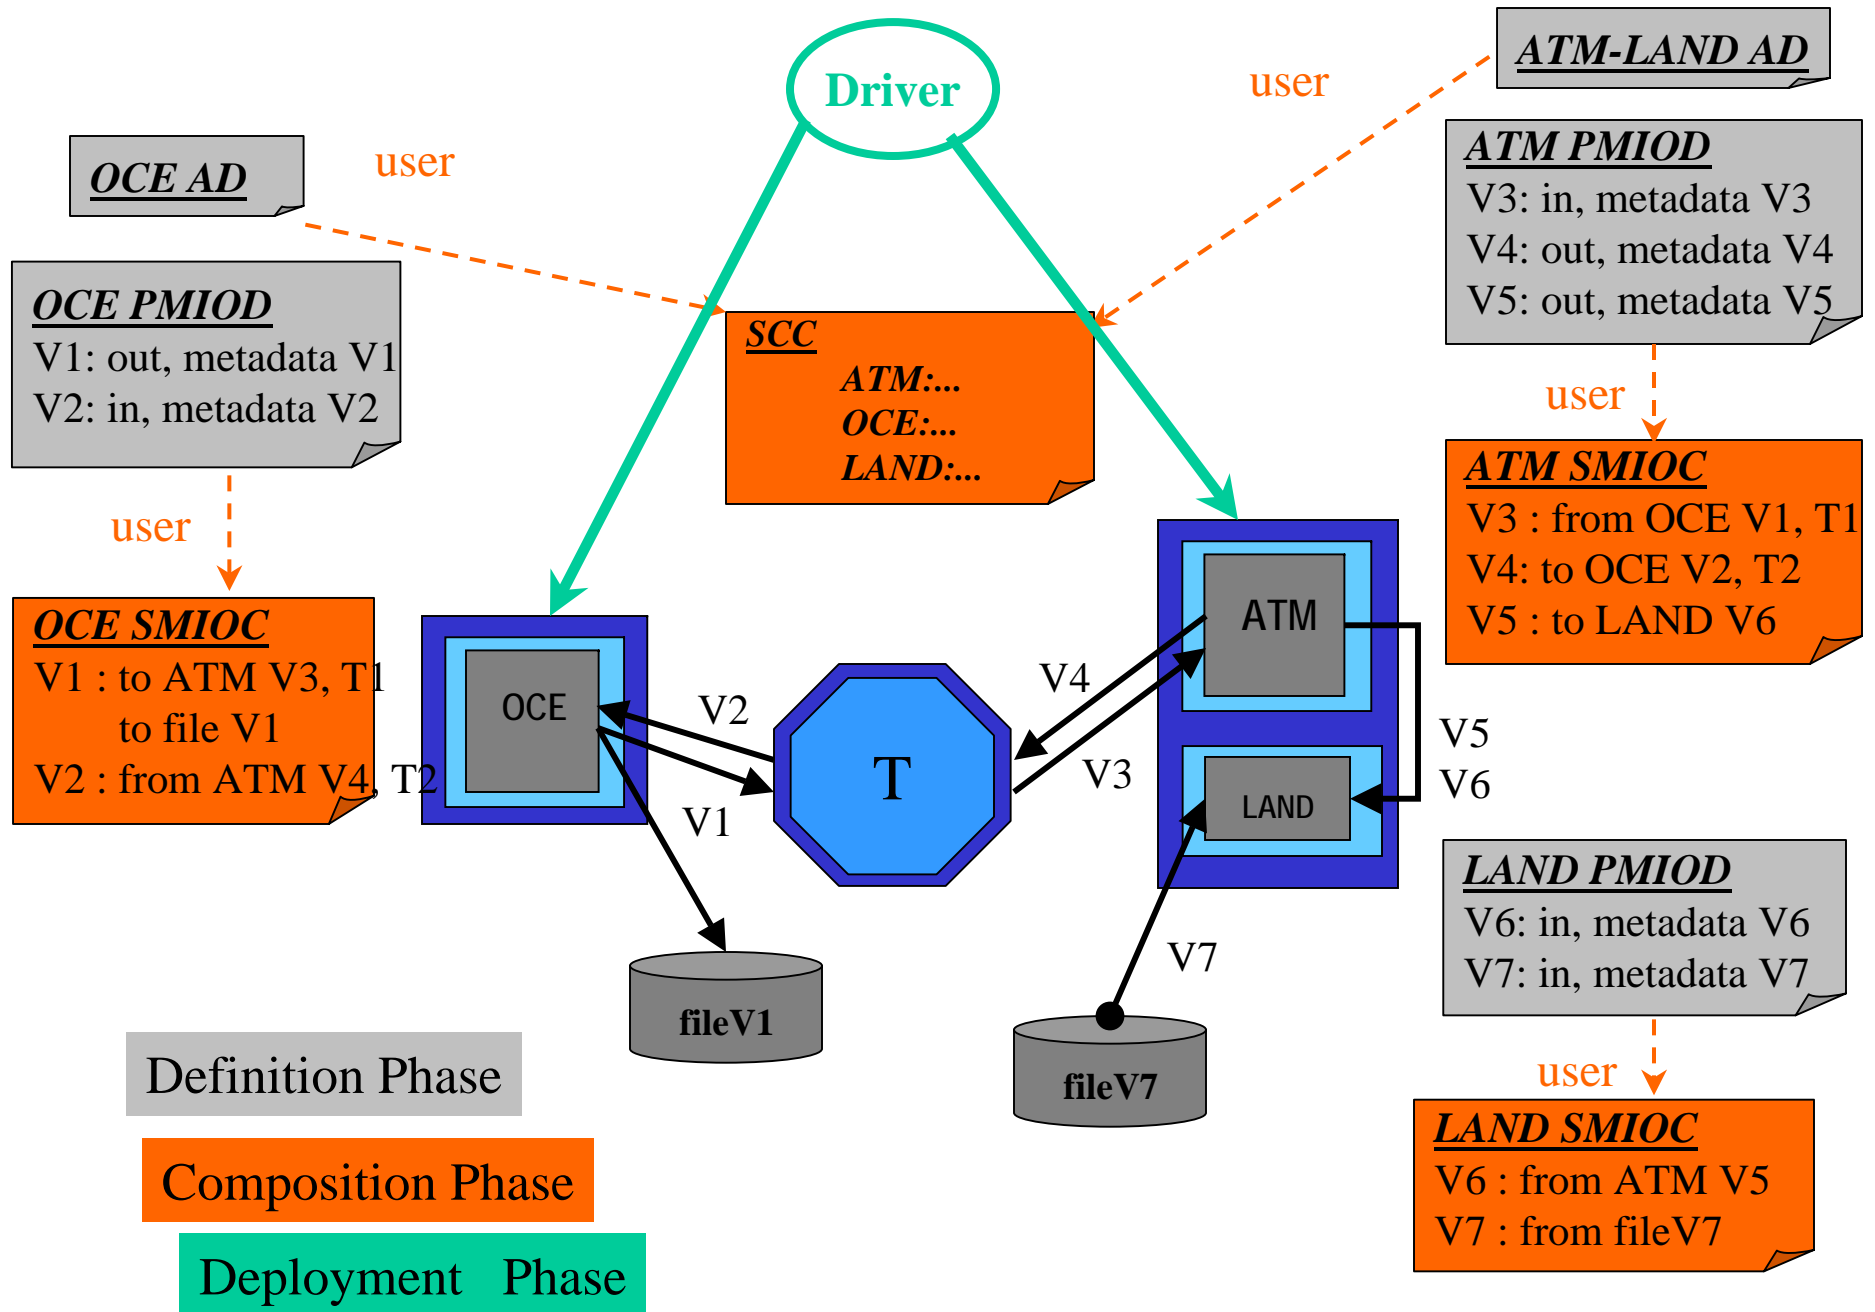 Driver
user
ATM-LAND AD
OCE AD
user
ATM PMIOD
V3: in, metadata V3
V4: out, metadata V4
V5: out, metadata V5
OCE PMIOD
V1: out, metadata V1
V2: in, metadata V2
SCC
ATM:...
OCE:...
LAND:...
user
user
ATM SMIOC
V3 : from OCE V1, T1
V4: to OCE V2, T2
V5 : to LAND V6
OCE SMIOC
V1 : to ATM V3, T1
to file V1
V2 : from ATM V4, T2
OCE
V2
V1
T
V4
V3
ATM
LAND
V5
V6
LAND PMIOD
V6: in, metadata V6
V7: in, metadata V7
V7
fileV1
fileV7
user
LAND SMIOC
V6 : from ATM V5
V7 : from fileV7
Definition Phase
Composition Phase
Deployment Phase